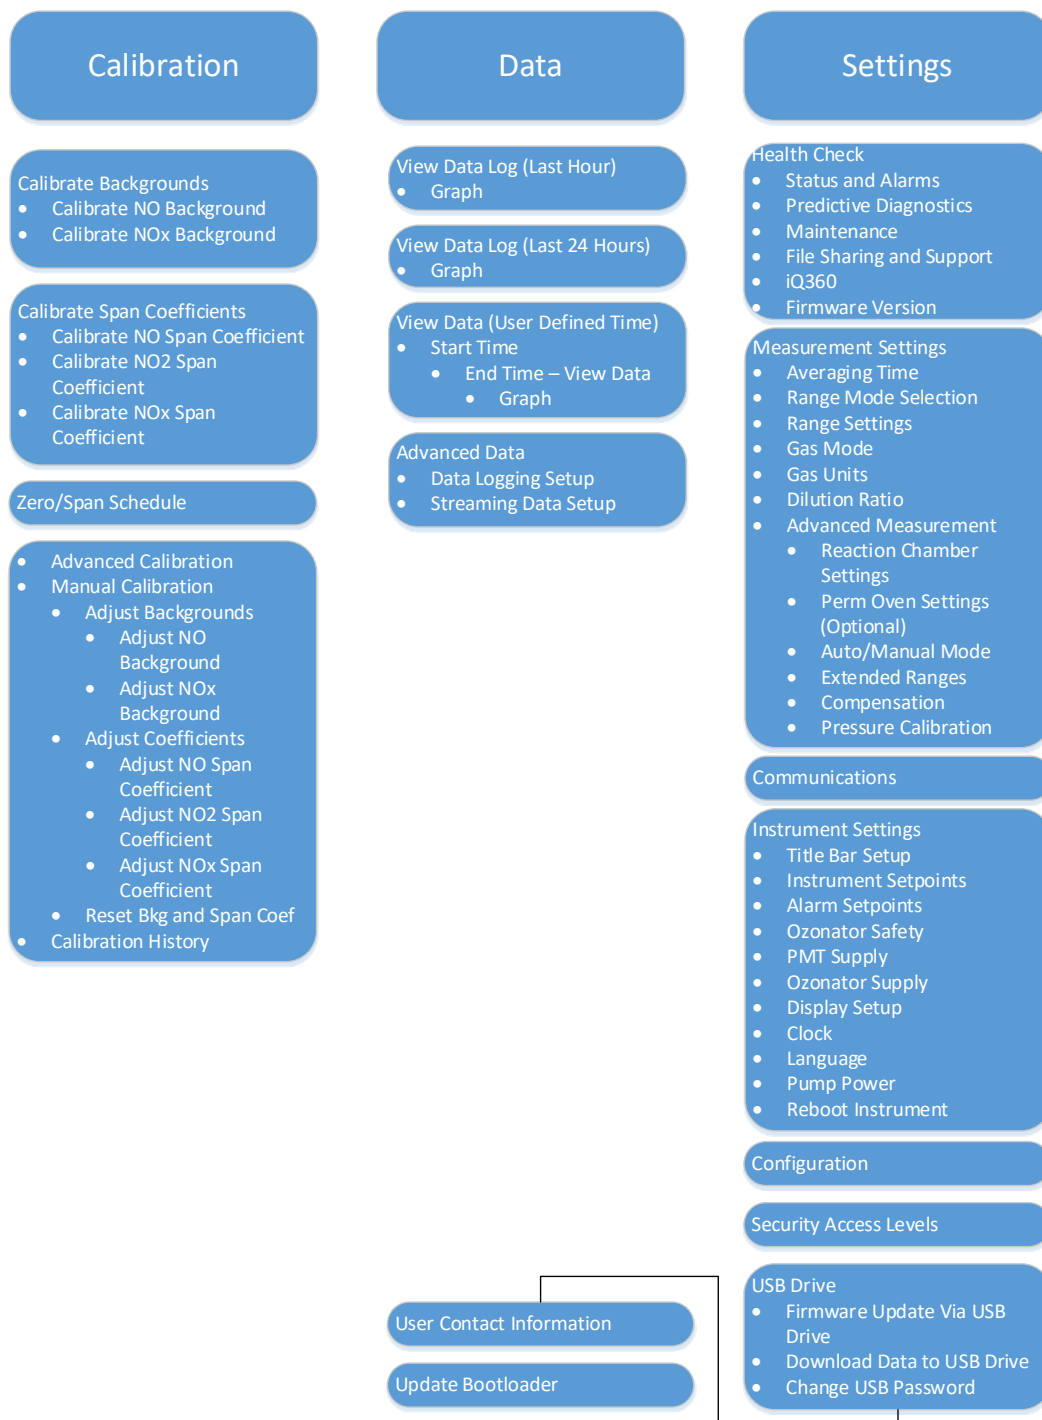 Calibration
Calibrate Backgrounds
• Calibrate NO Background
• Calibrate NOx Background
Calibrate Span Coefficients
• Calibrate NO Span Coefficient
• Calibrate NO2 Span
Coefficient
• Calibrate NOx Span
Coefficient
Zero/Span Schedule
• Advanced Calibration
• Manual Calibration
• Adjust Backgrounds
• Adjust NO
Background
• Adjust NOx
Background
• Adjust Coefficients
• Adjust NO Span
Coefficient
• Adjust NO2 Span
Coefficient
• Adjust NOx Span
Coefficient
• Reset Bkg and Span Coef
• Calibration History
Data
View Data Log (Last Hour)
• Graph
View Data Log (Last 24 Hours)
• Graph
View Data (User Defined Time)
• Start Time
• End Time – View Data
• Graph
Advanced Data
• Data Logging Setup
• Streaming Data Setup
User Contact Information
Update Bootloader
Settings
Health Check
• Status and Alarms
• Predictive Diagnostics
• Maintenance
• File Sharing and Support
• iQ360
• Firmware Version
Measurement Settings
• Averaging Time
• Range Mode Selection
• Range Settings
• Gas Mode
• Gas Units
• Dilution Ratio
• Advanced Measurement
• Reaction Chamber
Settings
• Perm Oven Settings
(Optional)
• Auto/Manual Mode
• Extended Ranges
• Compensation
• Pressure Calibration
Communications
Instrument Settings
• Title Bar Setup
• Instrument Setpoints
• Alarm Setpoints
• Ozonator Safety
• PMT Supply
• Ozonator Supply
• Display Setup
• Clock
• Language
• Pump Power
• Reboot Instrument
Configuration
Security Access Levels
USB Drive
• Firmware Update Via USB
Drive
• Download Data to USB Drive
• Change USB Password